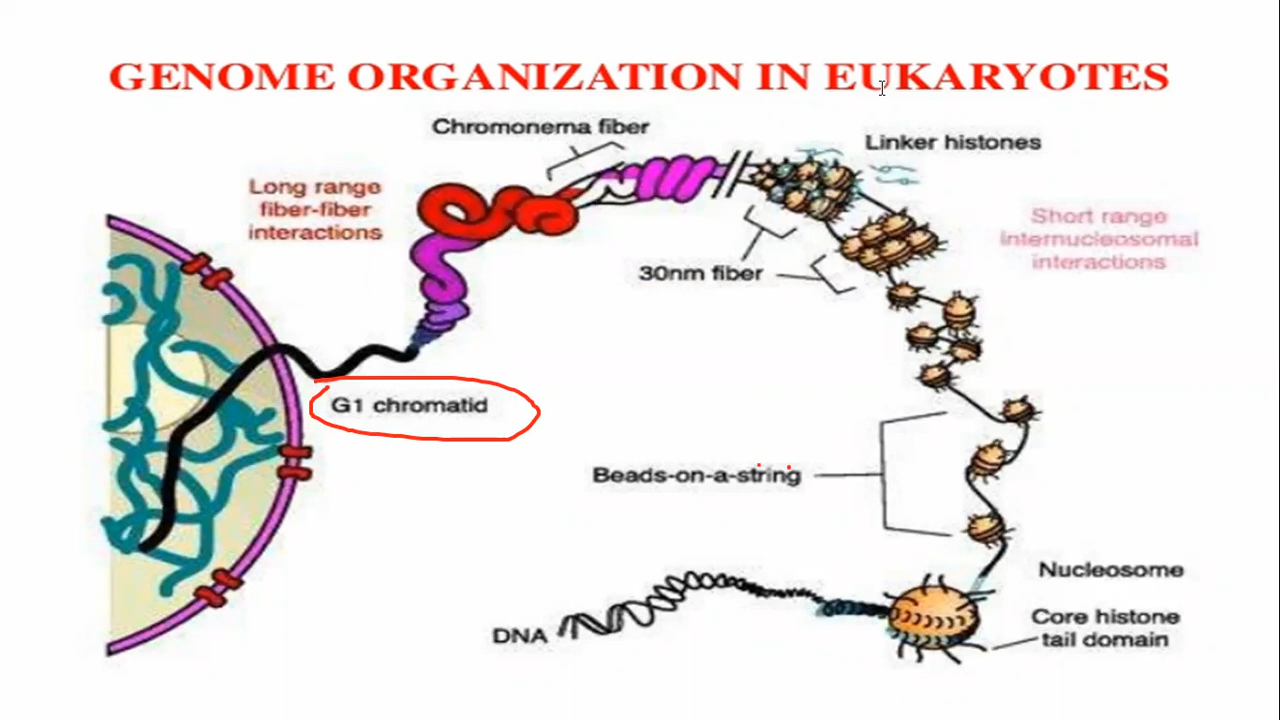 GENOME ORGANIZATION IN EUKARYOTES
Chromonema fiber
Linker histones
Long range
fiber-fiber
interactions
Short range
Internucleosomal
interactions
30nm fiber
G1 chromatid
Beads-on-a-string
Nucleosome
Core histone
tail domain
DNA